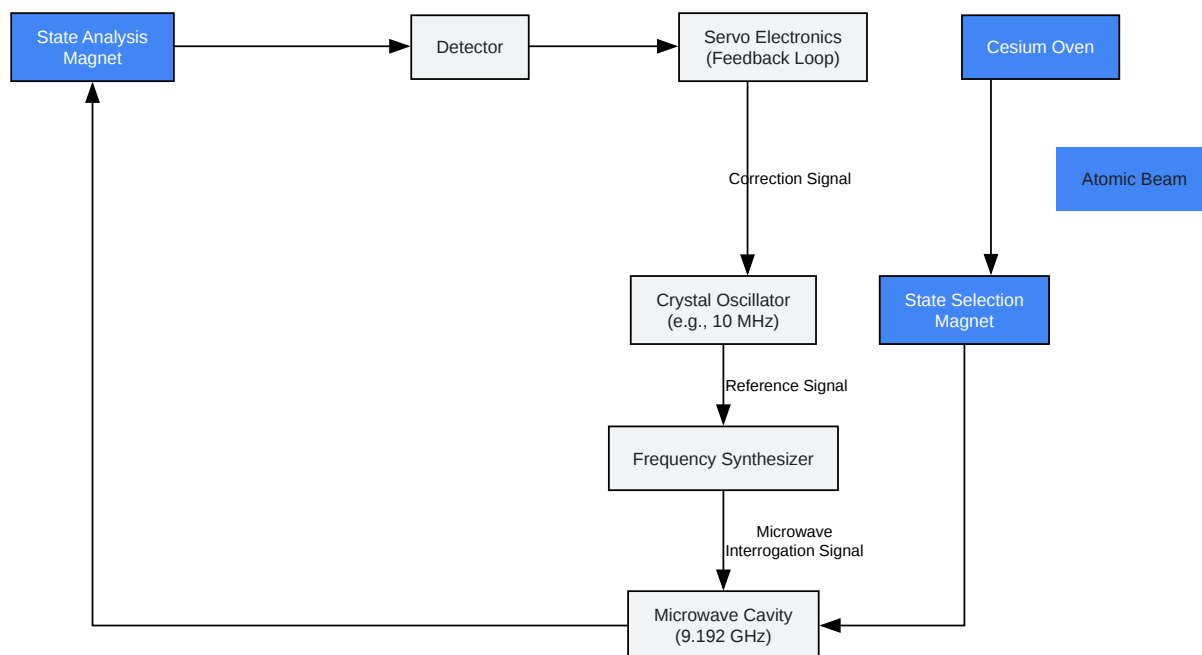 State Analysis
Magnet
Detector
Servo Electronics
(Feedback Loop)
Cesium Oven
Correction Signal
Atomic Beam
Crystal Oscillator
(e.g., 10 MHz)
State Selection
Magnet
Reference Signal
Frequency Synthesizer
Microwave
Interrogation Signal
Microwave Cavity
(9.192 GHz)